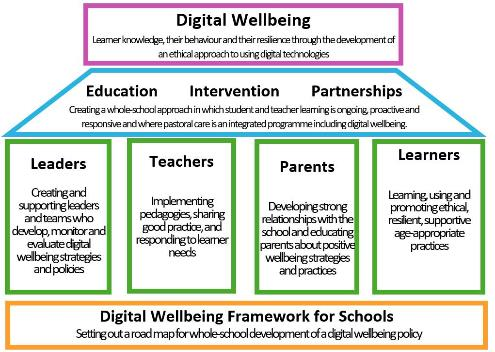 Digital Wellbeing
Learner knowledge, their behaviour and their resilience through the development of
an ethical approach to using digital technologies
Education Intervention Partnerships
Creating a whole-school approach in which student and teacher learning is ongoing, proactive and
responsive and where pastoral care is an integrated programme including digital wellbeing.
Leaders
Creating and
supporting leaders
and teams who
develop, monitor and
evaluate digital
wellbeing strategies
and policies
Teachers
Implementing
pedagogies, sharing
good practice, and
responding to learner
needs
Parents
Developing strong
relationships with the
school and educating
parents about positive
wellbeing strategies
and practices
Learners
Learning, using and
promoting ethical,
resilient, supportive
age-appropriate
practices
Digital Wellbeing Framework for Schools
Setting out a road map for whole-school development of a digital wellbeing policy